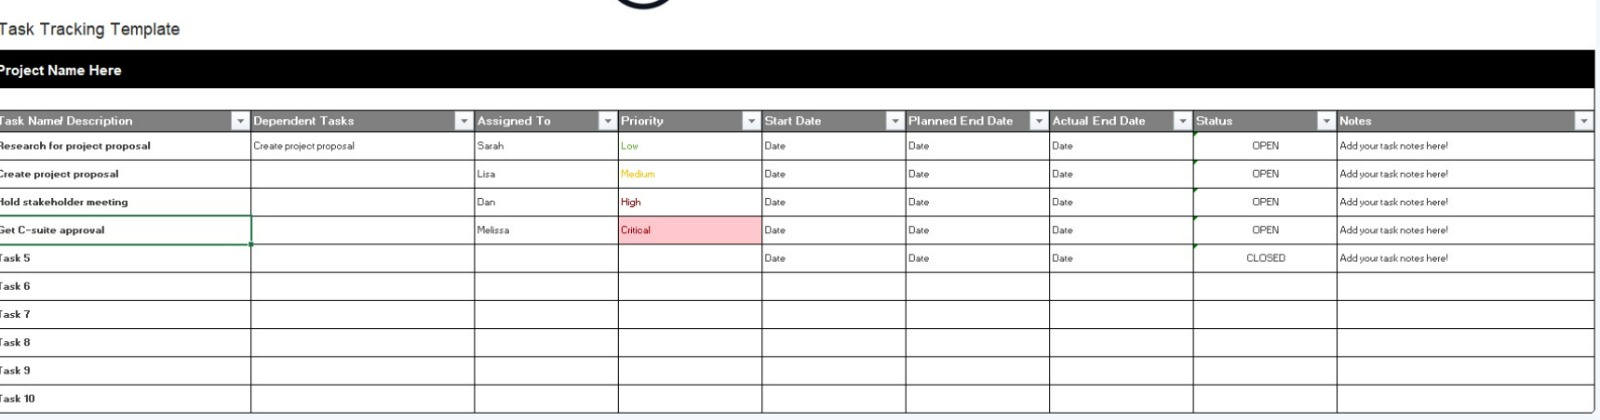 Task Tracking Template
Project Name Here
Task Name/ Description Dependent Tasks Assigned To Priority Start Date Planned End Date Actual End Date Status Notes
Research for project proposal Create project proposal Sarah Low Date Date Date OPEN Add your task notes here!
Create project proposal Lisa Medium Date Date Date OPEN Add your task notes here!
Hold stakeholder meeting Dan High Date Date Date OPEN Add your task notes here!
Get C-suite approval Melissa Critical Date Date Date OPEN Add your task notes here!
Task 5 Date Date Date CLOSED Add your task notes here!
Task 6
Task 7
Task 8
Task 9
Task 10